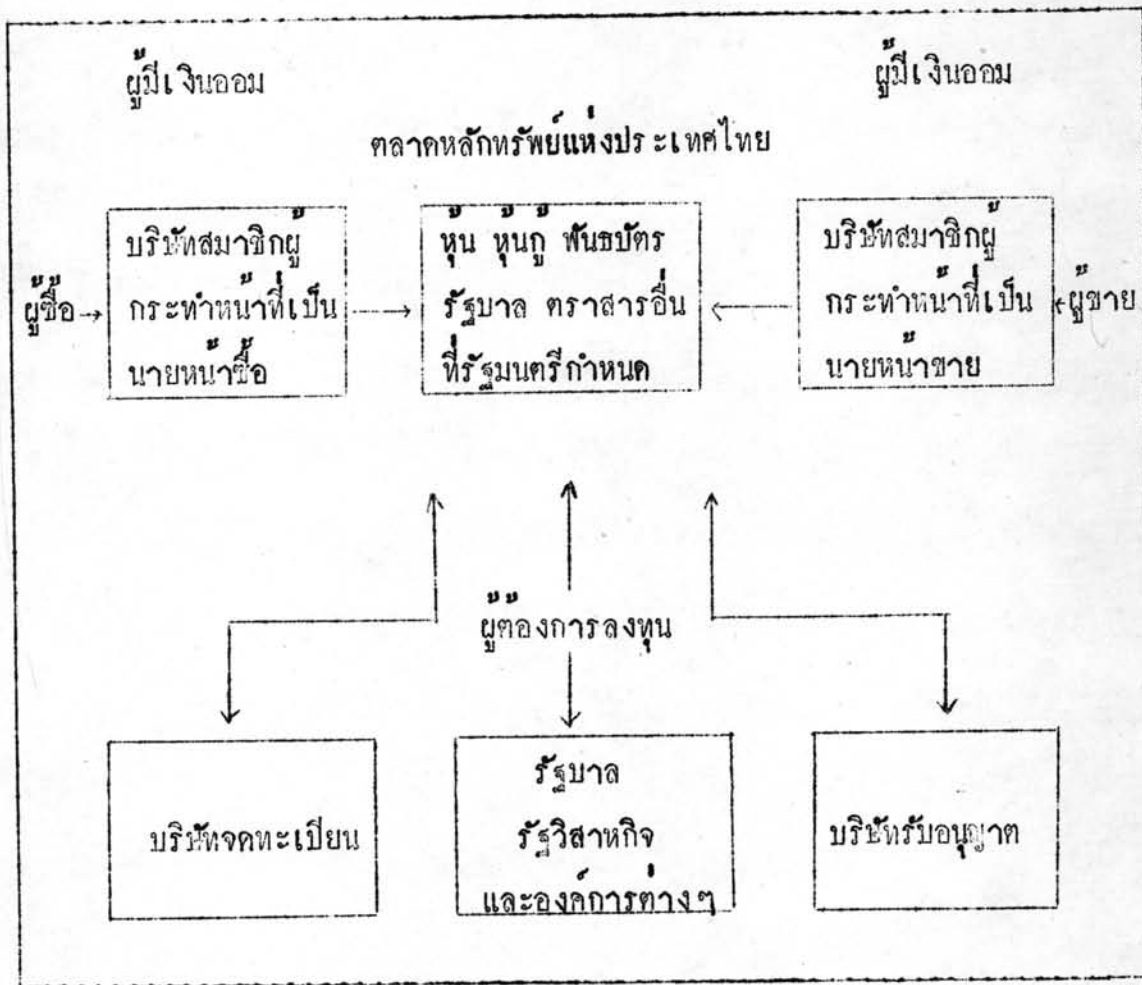 ผู้มีเงินออม
ผู้มีเงินออม
ตลาดหลักทรัพย์แห่งประเทศไทย
ผู้ซื้อ
บริษัทสมาชิกผู้
กระทำหน้าที่เป็น
นายหน้าซื้อ
หุ้น หุ้นกู้ พันธบัตร
รัฐบาล ตราสารอื่น
ที่รัฐมนตรีกำหนด
บริษัทสมาชิกผู้
กระทำหน้าที่เป็น
นายหน้าขาย
ผู้ขาย
ผู้ต้องการลงทุน
บริษัทจดทะเบียน
รัฐบาล
รัฐวิสาหกิจ
และองค์การต่างๆ
บริษัทรับอนุญาต